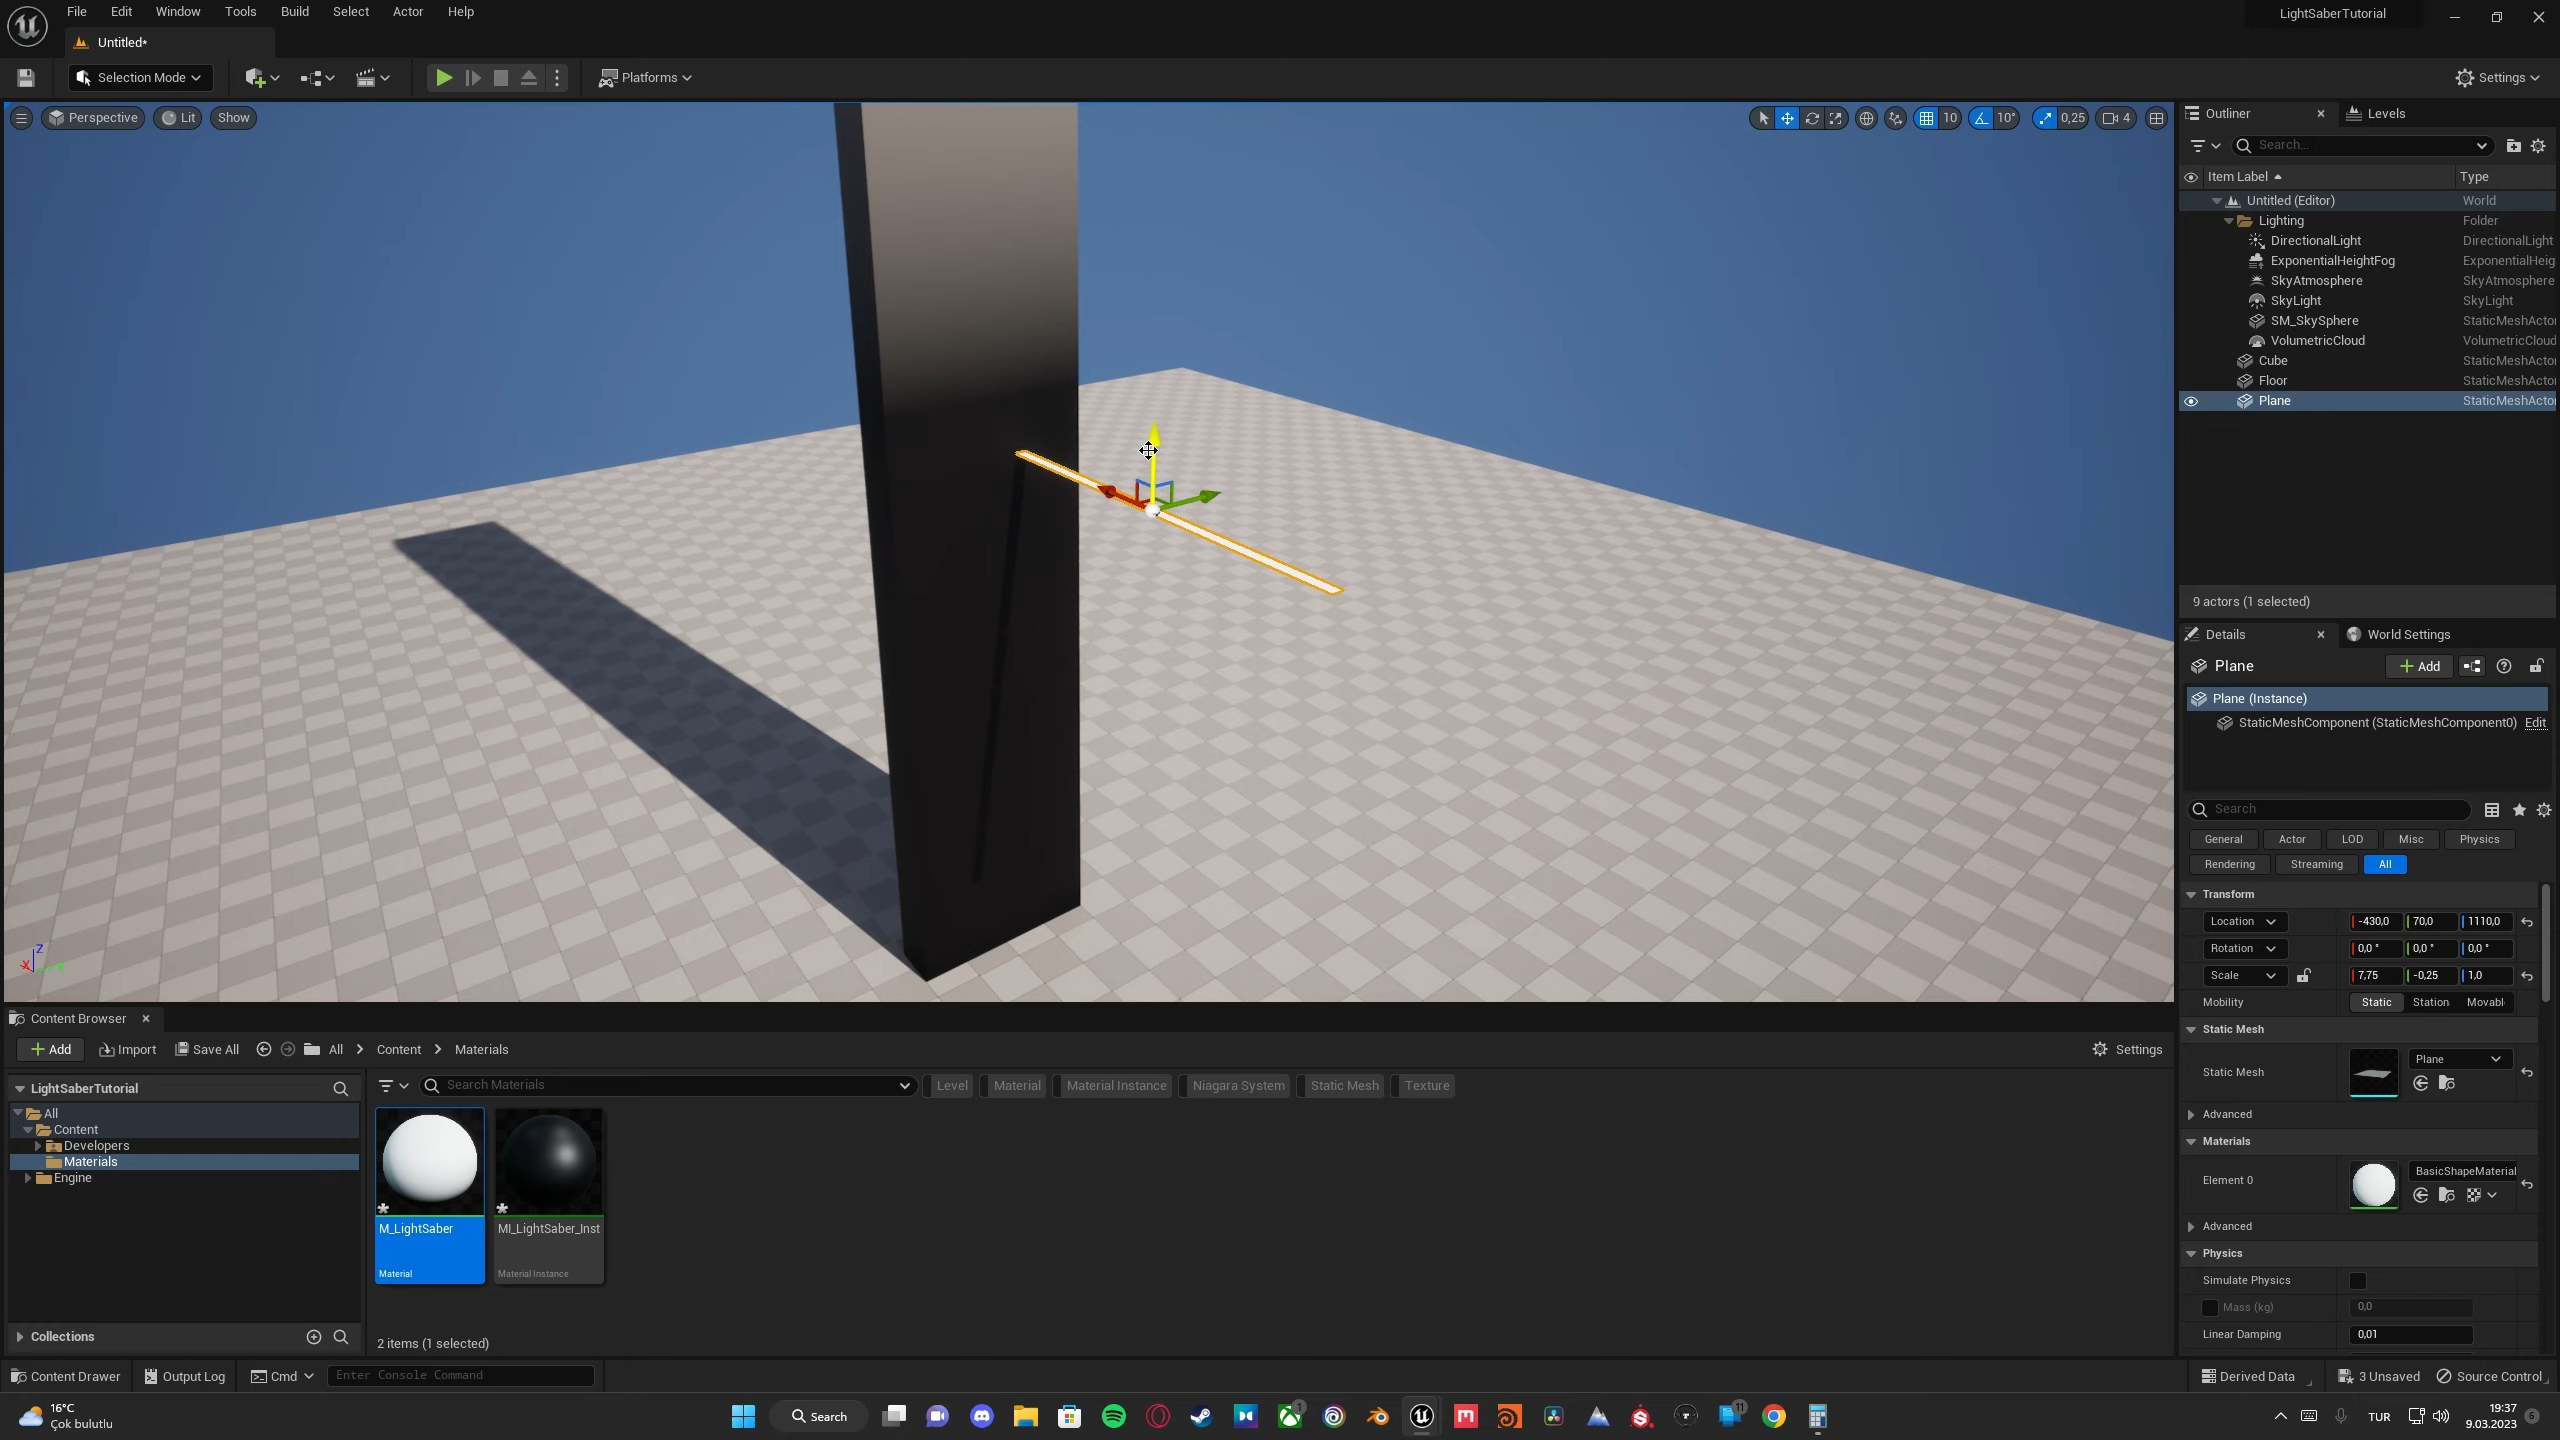 File Edit Window Tools Build Select Actor Help
LightSaberTutorial
Untitled*
Selection Mode
Platforms
Settings
Perspective Lit Show
10 10° 0,25 4
Outliner
Levels
Search...
Item Label Type
Untitled (Editor) World
Lighting Folder
DirectionalLight DirectionalLight
ExponentialHeightFog ExponentialHeig
SkyAtmosphere SkyAtmosphere
SkyLight SkyLight
SM_SkySphere StaticMeshActo
VolumetricCloud VolumetricCloud
Cube StaticMeshActo
Floor StaticMeshActo
Plane StaticMeshActo
9 actors (1 selected)
Details
World Settings
Plane
Add
Plane (Instance)
StaticMeshComponent (StaticMeshComponent0) Edit
Search
General Actor LOD Misc Physics
Rendering Streaming All
Transform
Location -430,0 70,0 1110,0
Rotation 0,0 ° 0,0 ° 0,0 °
Scale 7,75 -0,25 1,0
Mobility Static Station Movabl
Static Mesh
Static Mesh Plane
Advanced
Materials
Element 0 BasicShapeMaterial
Advanced
Physics
Simulate Physics
Mass (kg) 0,0
Linear Damping 0,01
Z
X
Y
Content Browser
Add Import Save All All Content Materials Settings
LightSaberTutorial
All
Content
Developers
Materials
Engine
Collections
Search Materials
Level Material Material Instance Niagara System Static Mesh Texture
M_LightSaber
Material
MI_LightSaber_Inst
Material Instance
2 items (1 selected)
Content Drawer Output Log Cmd Enter Console Command Derived Data 3 Unsaved Source Control
16°C
Çok bulutlu
Search
1
11
TUR
19:37
9.03.2023
6